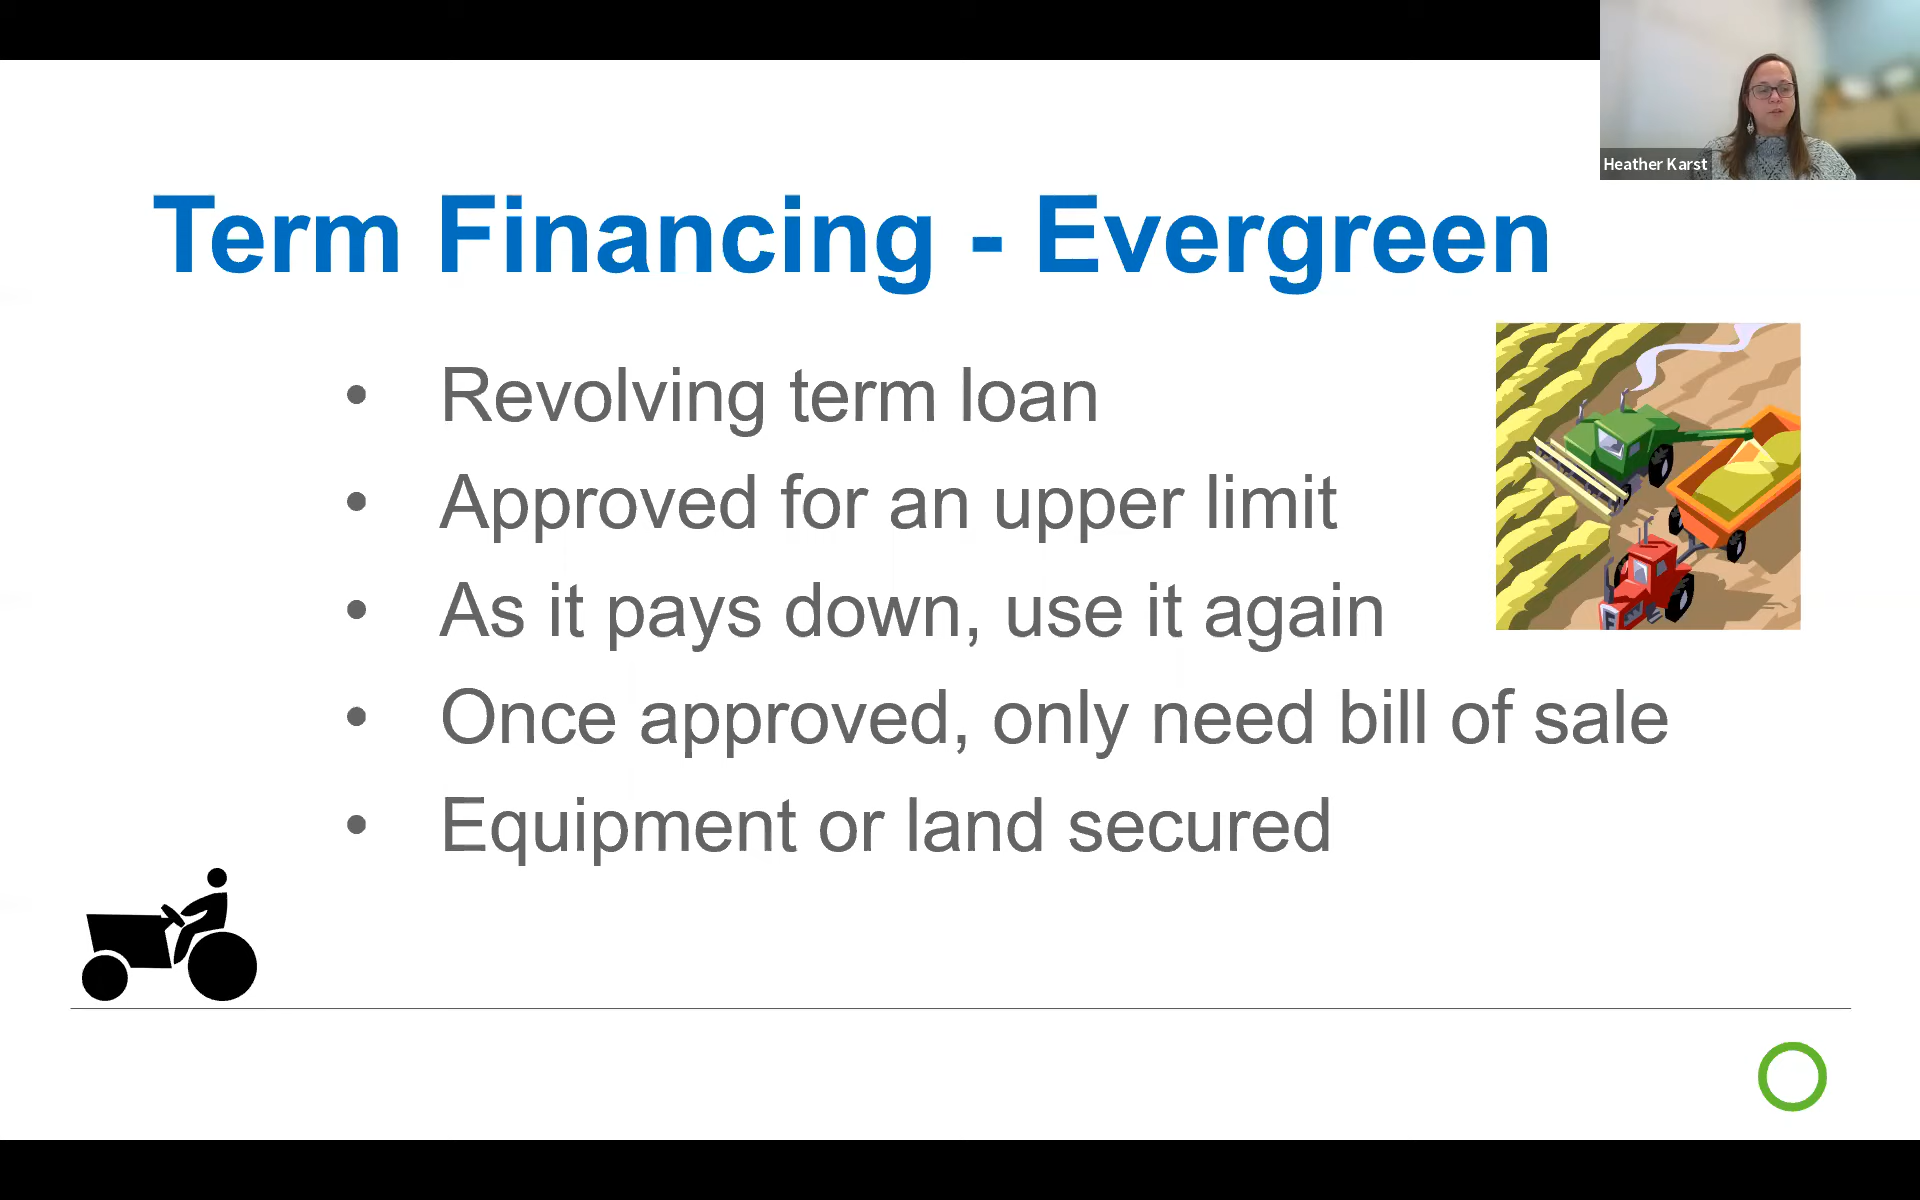 Heather Karst
Term Financing - Evergreen
• Revolving term loan
• Approved for an upper limit
• As it pays down, use it again
• Once approved, only need bill of sale
• Equipment or land secured